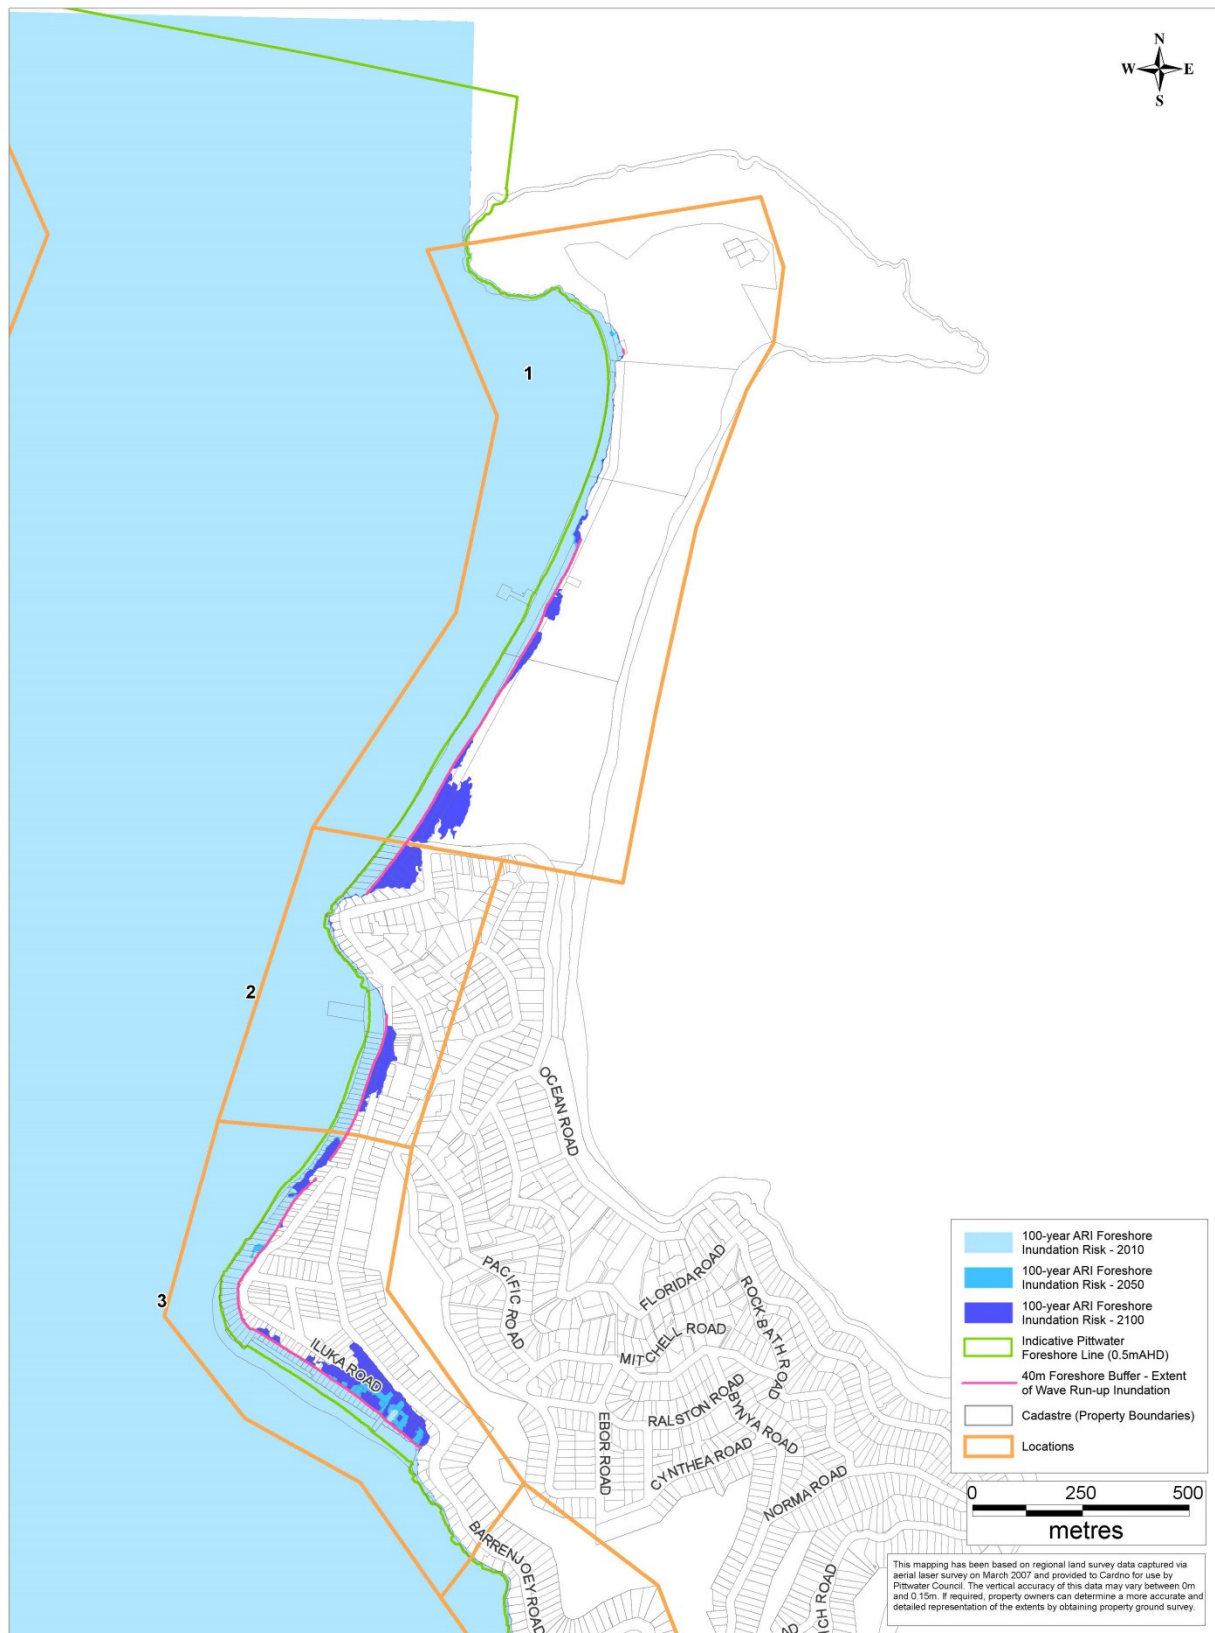 N
W E
S
1
2
3
OCEAN ROAD
PACIFIC ROAD
FLORIDA ROAD
ROCK BATH ROAD
MITCHELL ROAD
ILUKA ROAD
RALSTON ROAD
BYNYA ROAD
EBOR ROAD
CYNTHEA ROAD
NORMA ROAD
BARRENJOEY ROAD
CH ROAD
100-year ARI Foreshore
Inundation Risk - 2010
100-year ARI Foreshore
Inundation Risk - 2050
100-year ARI Foreshore
Inundation Risk - 2100
Indicative Pittwater
Foreshore Line (0.5mAHD)
40m Foreshore Buffer - Extent
of Wave Run-up Inundation
Cadastre (Property Boundaries)
Locations
0 250 500
metres
This mapping has been based on regional land survey data captured via
aerial laser survey on March 2007 and provided to Cardno for use by
Pittwater Council. The vertical accuracy of this data may vary between 0m
and 0.15m. If required, property owners can determine a more accurate and
detailed representation of the extents by obtaining property ground survey.